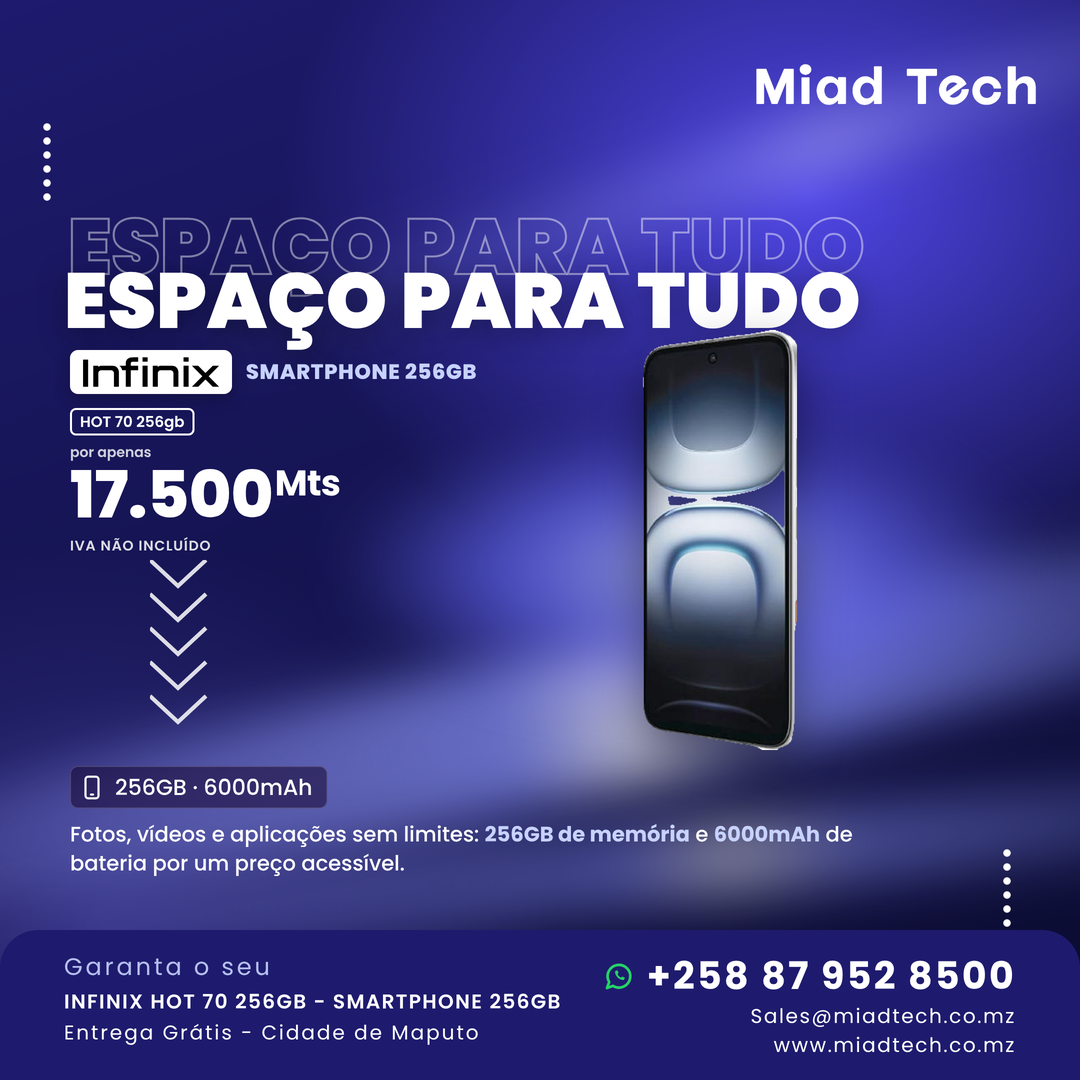 Miad Tech
ESPAÇO PARA TUDO
ESPAÇO PARA TUDO
Infinix SMARTPHONE 256GB
HOT 70 256gb
por apenas
17.500Mts
IVA NÃO INCLUÍDO
256GB · 6000mAh
Fotos, vídeos e aplicações sem limites: 256GB de memória e 6000mAh de
bateria por um preço acessível.
Garanta o seu
INFINIX HOT 70 256GB - SMARTPHONE 256GB
Entrega Grátis - Cidade de Maputo
+258 87 952 8500
Sales@miadtech.co.mz
www.miadtech.co.mz